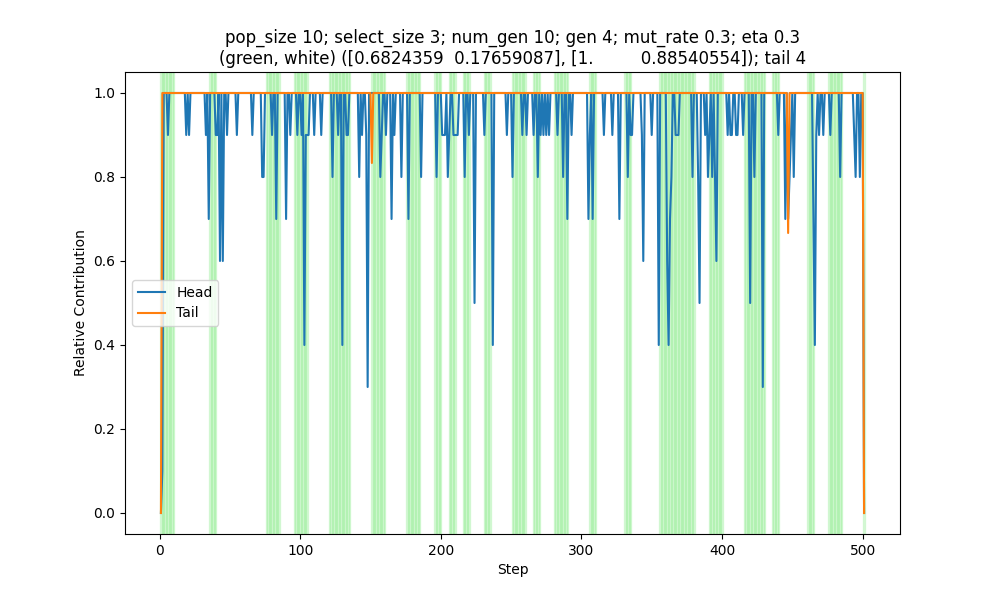 pop_size 10; select_size 3; num_gen 10; gen 4; mut_rate 0.3; eta 0.3
(green, white) ([0.6824359 0.17659087], [1. 0.88540554]); tail 4
Relative Contribution
1.0
0.8
0.6
0.4
0.2
0.0
Head
Tail
0
100
200
300
400
500
Step